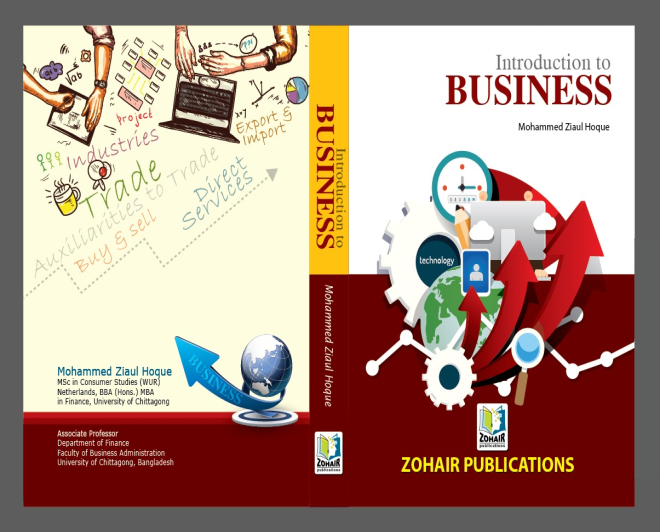 Vab
Project
Industries
Export &
Import
Trade
Direct
Services
Auxiliarities to Trade
Buy & sell
BUSINESS
Mohammed Ziaul Hoque
MSc in Consumer Studies (WUR)
Netherlands, BBA (Hons.) MBA
in Finance, University of Chittagong
Associate Professor
Department of Finance
Faculty of Business Administration
University of Chittagong, Bangladesh
Introduction to
BUSINESS
Mohammed Ziaul Hoque
ZOHAIR
publications
Introduction to
BUSINESS
Mohammed Ziaul Hoque
technology
ZOHAIR
publications
ZOHAIR PUBLICATIONS